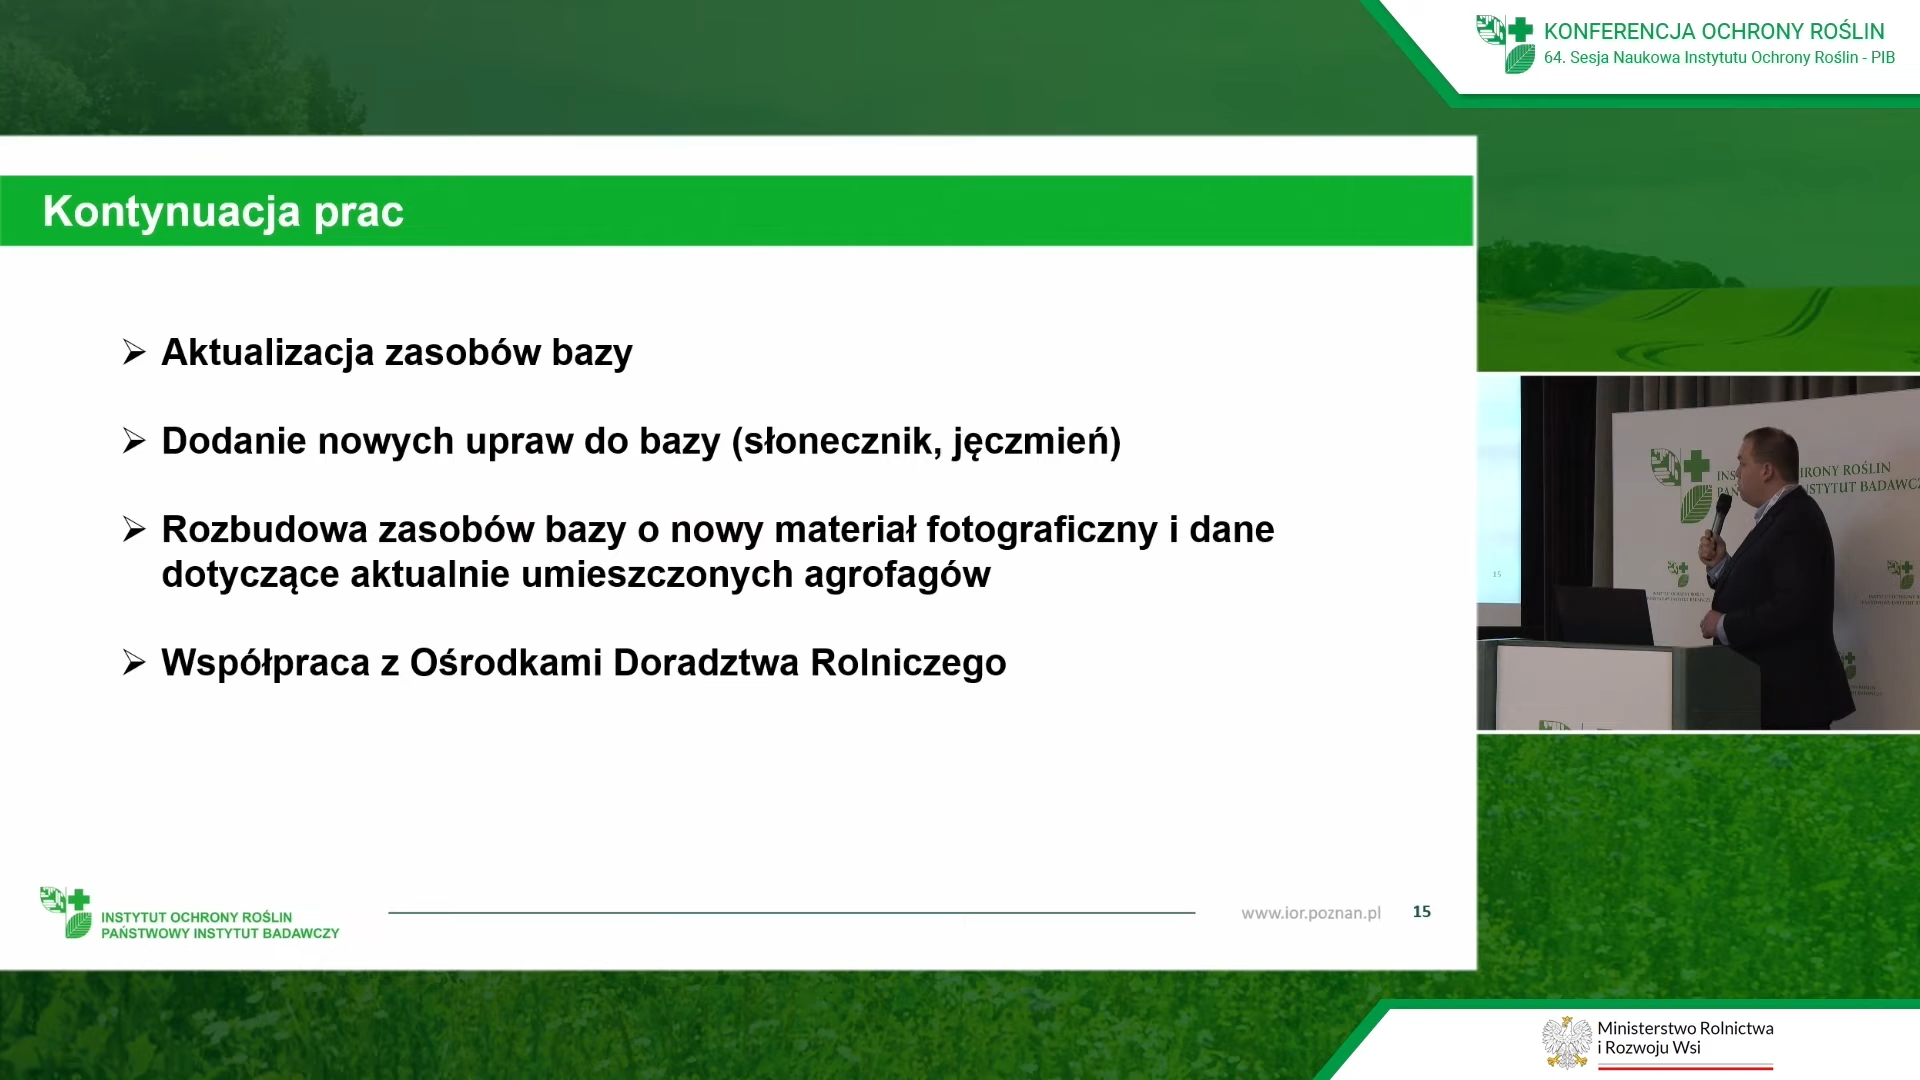 KONFERENCJA OCHRONY ROŚLIN
64. Sesja Naukowa Instytutu Ochrony Roślin - PIB
Kontynuacja prac
➢ Aktualizacja zasobów bazy
➢ Dodanie nowych upraw do bazy (słonecznik, jęczmień)
➢ Rozbudowa zasobów bazy o nowy materiał fotograficzny i dane
dotyczące aktualnie umieszczonych agrofagów
➢ Współpraca z Ośrodkami Doradztwa Rolniczego
INSTYTUT OCHRONY ROŚLIN
PAŃSTWOWY INSTYTUT BADAWCZY
www.ior.poznan.pl
15
15
Ministerstwo Rolnictwa
i Rozwoju Wsi